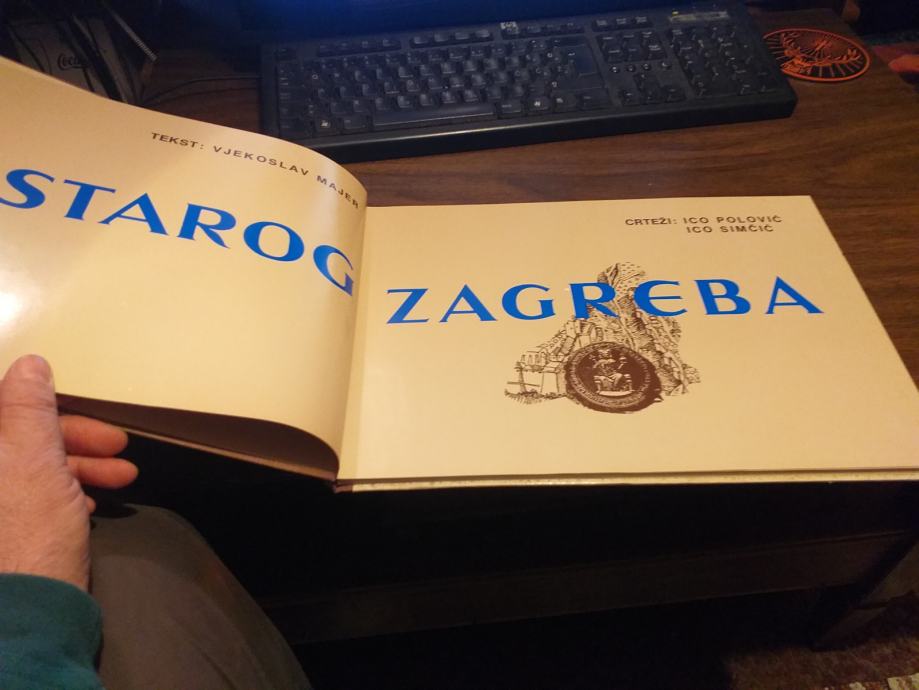 TEKST: VJEKOSLAV MAJER
STAROG
CRTEŽI: ICO POLOVIĆ
ICO SIMČIĆ
ZAGREBA